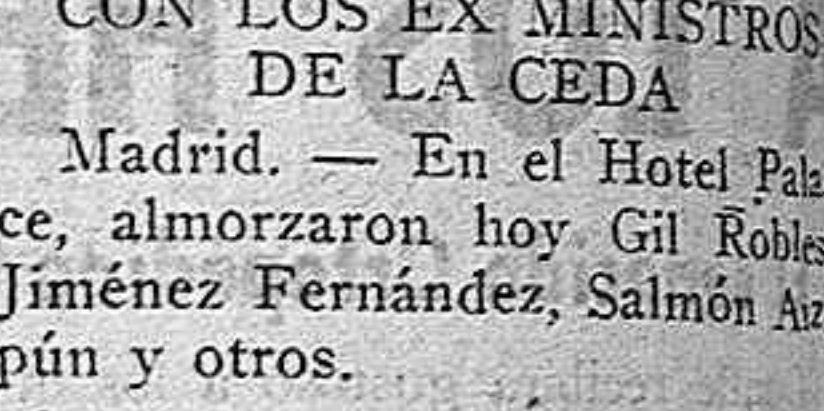 CON LOS EX MINISTROS
DE LA CEDA
Madrid. — En el Hotel Pala
ce, almorzaron hoy Gil Robles
Jiménez Fernández, Salmón Aiz
pún y otros.